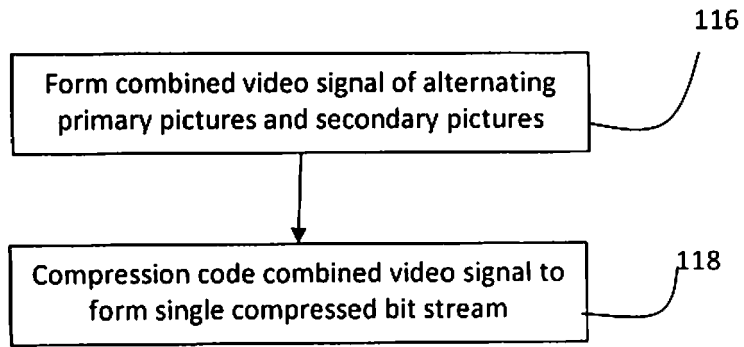 116
Form combined video signal of alternating
primary pictures and secondary pictures
Compression code combined video signal to
form single compressed bit stream
118